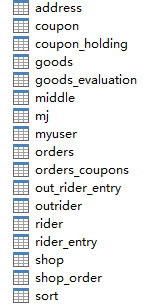 address
coupon
coupon_holding
goods
goods_evaluation
middle
mj
myuser
orders
orders_coupons
out_rider_entry
outrider
rider
rider_entry
shop
shop_order
sort